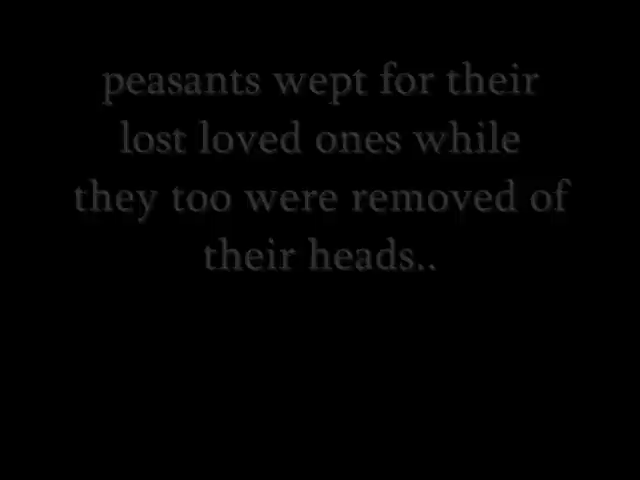 peasants wept for their
lost loved ones while
they too were removed of
their heads..